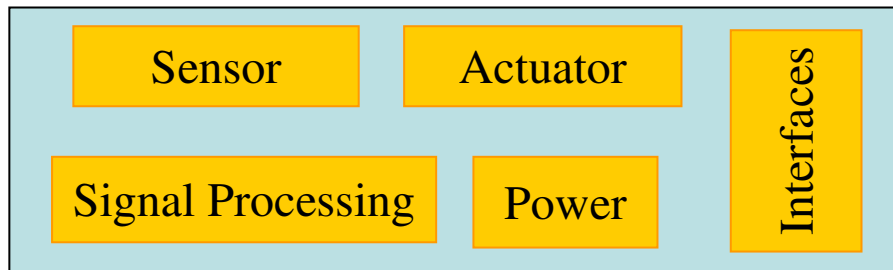 Sensor
Actuator
Interfaces
Signal Processing
Power